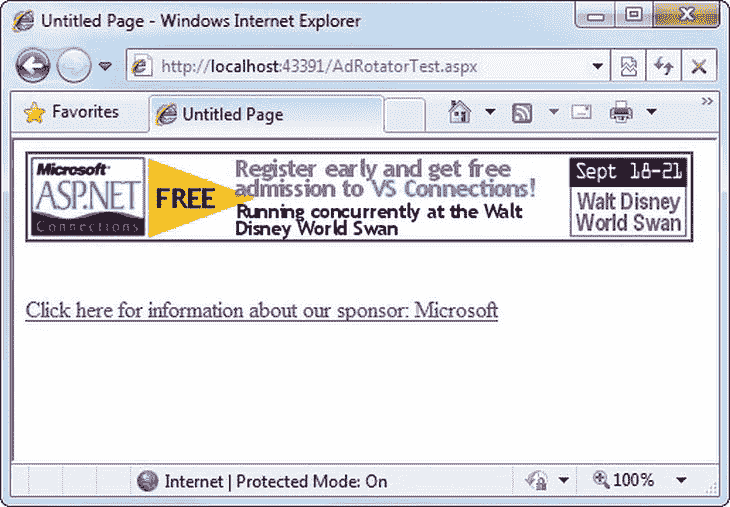 Untitled Page - Windows Internet Explorer
http://localhost:43391/AdRotatorTest.aspx
Favorites
Untitled Page
»
Microsoft
ASP.NET
Connections
FREE
Register early and get free
admission to VS Connections!
Running concurrently at the Walt
Disney World Swan
Sept 18-21
Walt Disney
World Swan
Click here for information about our sponsor: Microsoft
Internet | Protected Mode: On
100%